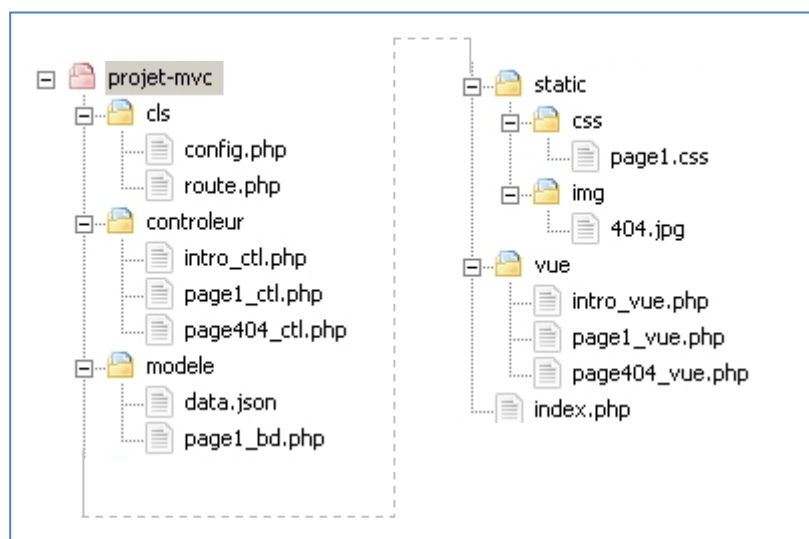 projet-mvc
cls
config.php
route.php
controleur
intro_ctl.php
page1_ctl.php
page404_ctl.php
modele
data.json
page1_bd.php
static
css
page1.css
img
404.jpg
vue
intro_vue.php
page1_vue.php
page404_vue.php
index.php